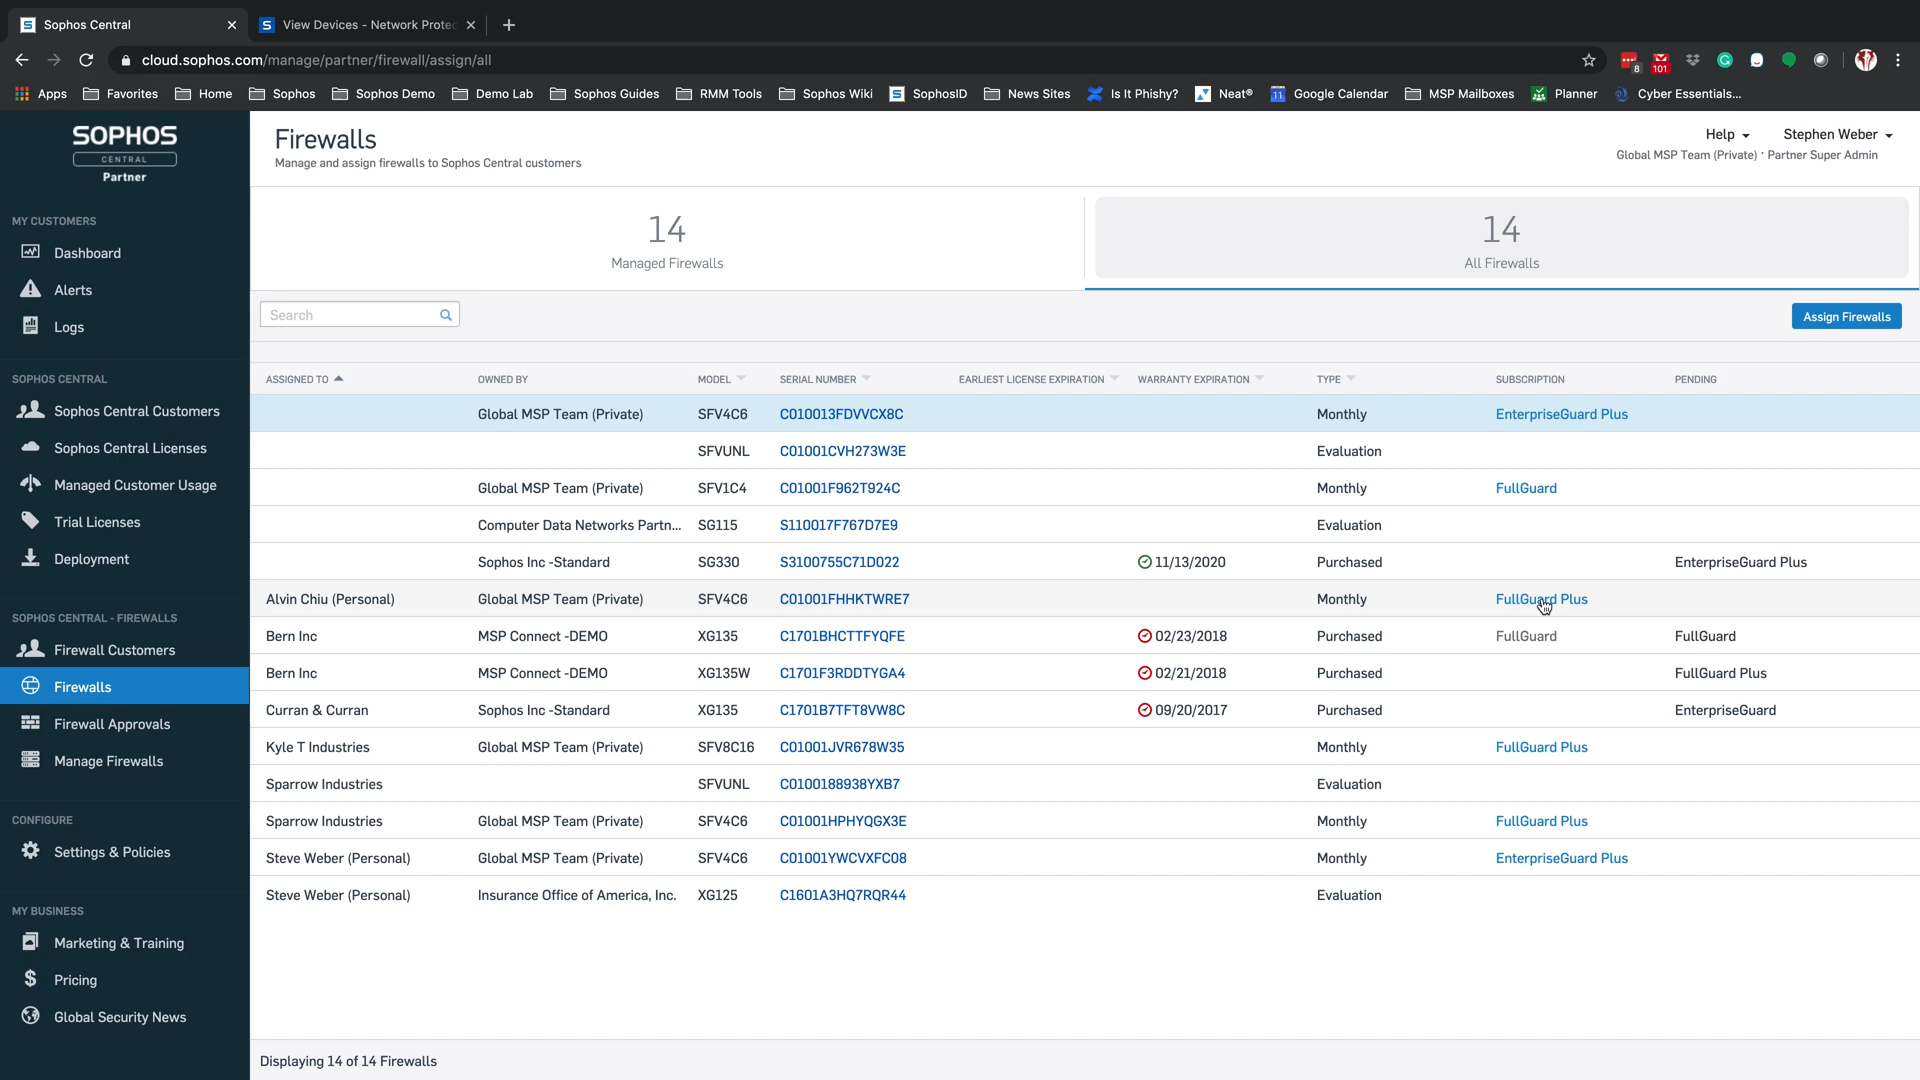 Sophos Central
View Devices - Network Protec
cloud.sophos.com/manage/partner/firewall/assign/all
8
101
Apps
Favorites
Home
Sophos
Sophos Demo
Demo Lab
Sophos Guides
RMM Tools
Sophos Wiki
SophosID
News Sites
Is It Phishy?
Neat®
Google Calendar
MSP Mailboxes
Planner
Cyber Essentials...
SOPHOS
CENTRAL
Partner
MY CUSTOMERS
Dashboard
Alerts
Logs
SOPHOS CENTRAL
Sophos Central Customers
Sophos Central Licenses
Managed Customer Usage
Trial Licenses
Deployment
SOPHOS CENTRAL - FIREWALLS
Firewall Customers
Firewalls
Firewall Approvals
Manage Firewalls
CONFIGURE
Settings & Policies
MY BUSINESS
Marketing & Training
Pricing
Global Security News
Firewalls
Manage and assign firewalls to Sophos Central customers
Help
Stephen Weber
Global MSP Team (Private) · Partner Super Admin
14
Managed Firewalls
14
All Firewalls
Search
Assign Firewalls
ASSIGNED TO OWNED BY MODEL SERIAL NUMBER EARLIEST LICENSE EXPIRATION WARRANTY EXPIRATION TYPE SUBSCRIPTION PENDING
Global MSP Team (Private) SFV4C6 C010013FDVVCX8C Monthly EnterpriseGuard Plus
SFVUNL C01001CVH273W3E Evaluation
Global MSP Team (Private) SFV1C4 C01001F962T924C Monthly FullGuard
Computer Data Networks Partn... SG115 S110017F767D7E9 Evaluation
Sophos Inc -Standard SG330 S3100755C71D022 11/13/2020 Purchased EnterpriseGuard Plus
Alvin Chiu (Personal) Global MSP Team (Private) SFV4C6 C01001FHHKTWRE7 Monthly FullGuard Plus
Bern Inc MSP Connect -DEMO XG135 C1701BHCTTFYQFE 02/23/2018 Purchased FullGuard FullGuard
Bern Inc MSP Connect -DEMO XG135W C1701F3RDDTYGA4 02/21/2018 Purchased FullGuard Plus
Curran & Curran Sophos Inc -Standard XG135 C1701B7TFT8VW8C 09/20/2017 Purchased EnterpriseGuard
Kyle T Industries Global MSP Team (Private) SFV8C16 C01001JVR678W35 Monthly FullGuard Plus
Sparrow Industries SFVUNL C0100188938YXB7 Evaluation
Sparrow Industries Global MSP Team (Private) SFV4C6 C01001HPHYQGX3E Monthly FullGuard Plus
Steve Weber (Personal) Global MSP Team (Private) SFV4C6 C01001YWCVXFC08 Monthly EnterpriseGuard Plus
Steve Weber (Personal) Insurance Office of America, Inc. XG125 C1601A3HQ7RQR44 Evaluation
Displaying 14 of 14 Firewalls